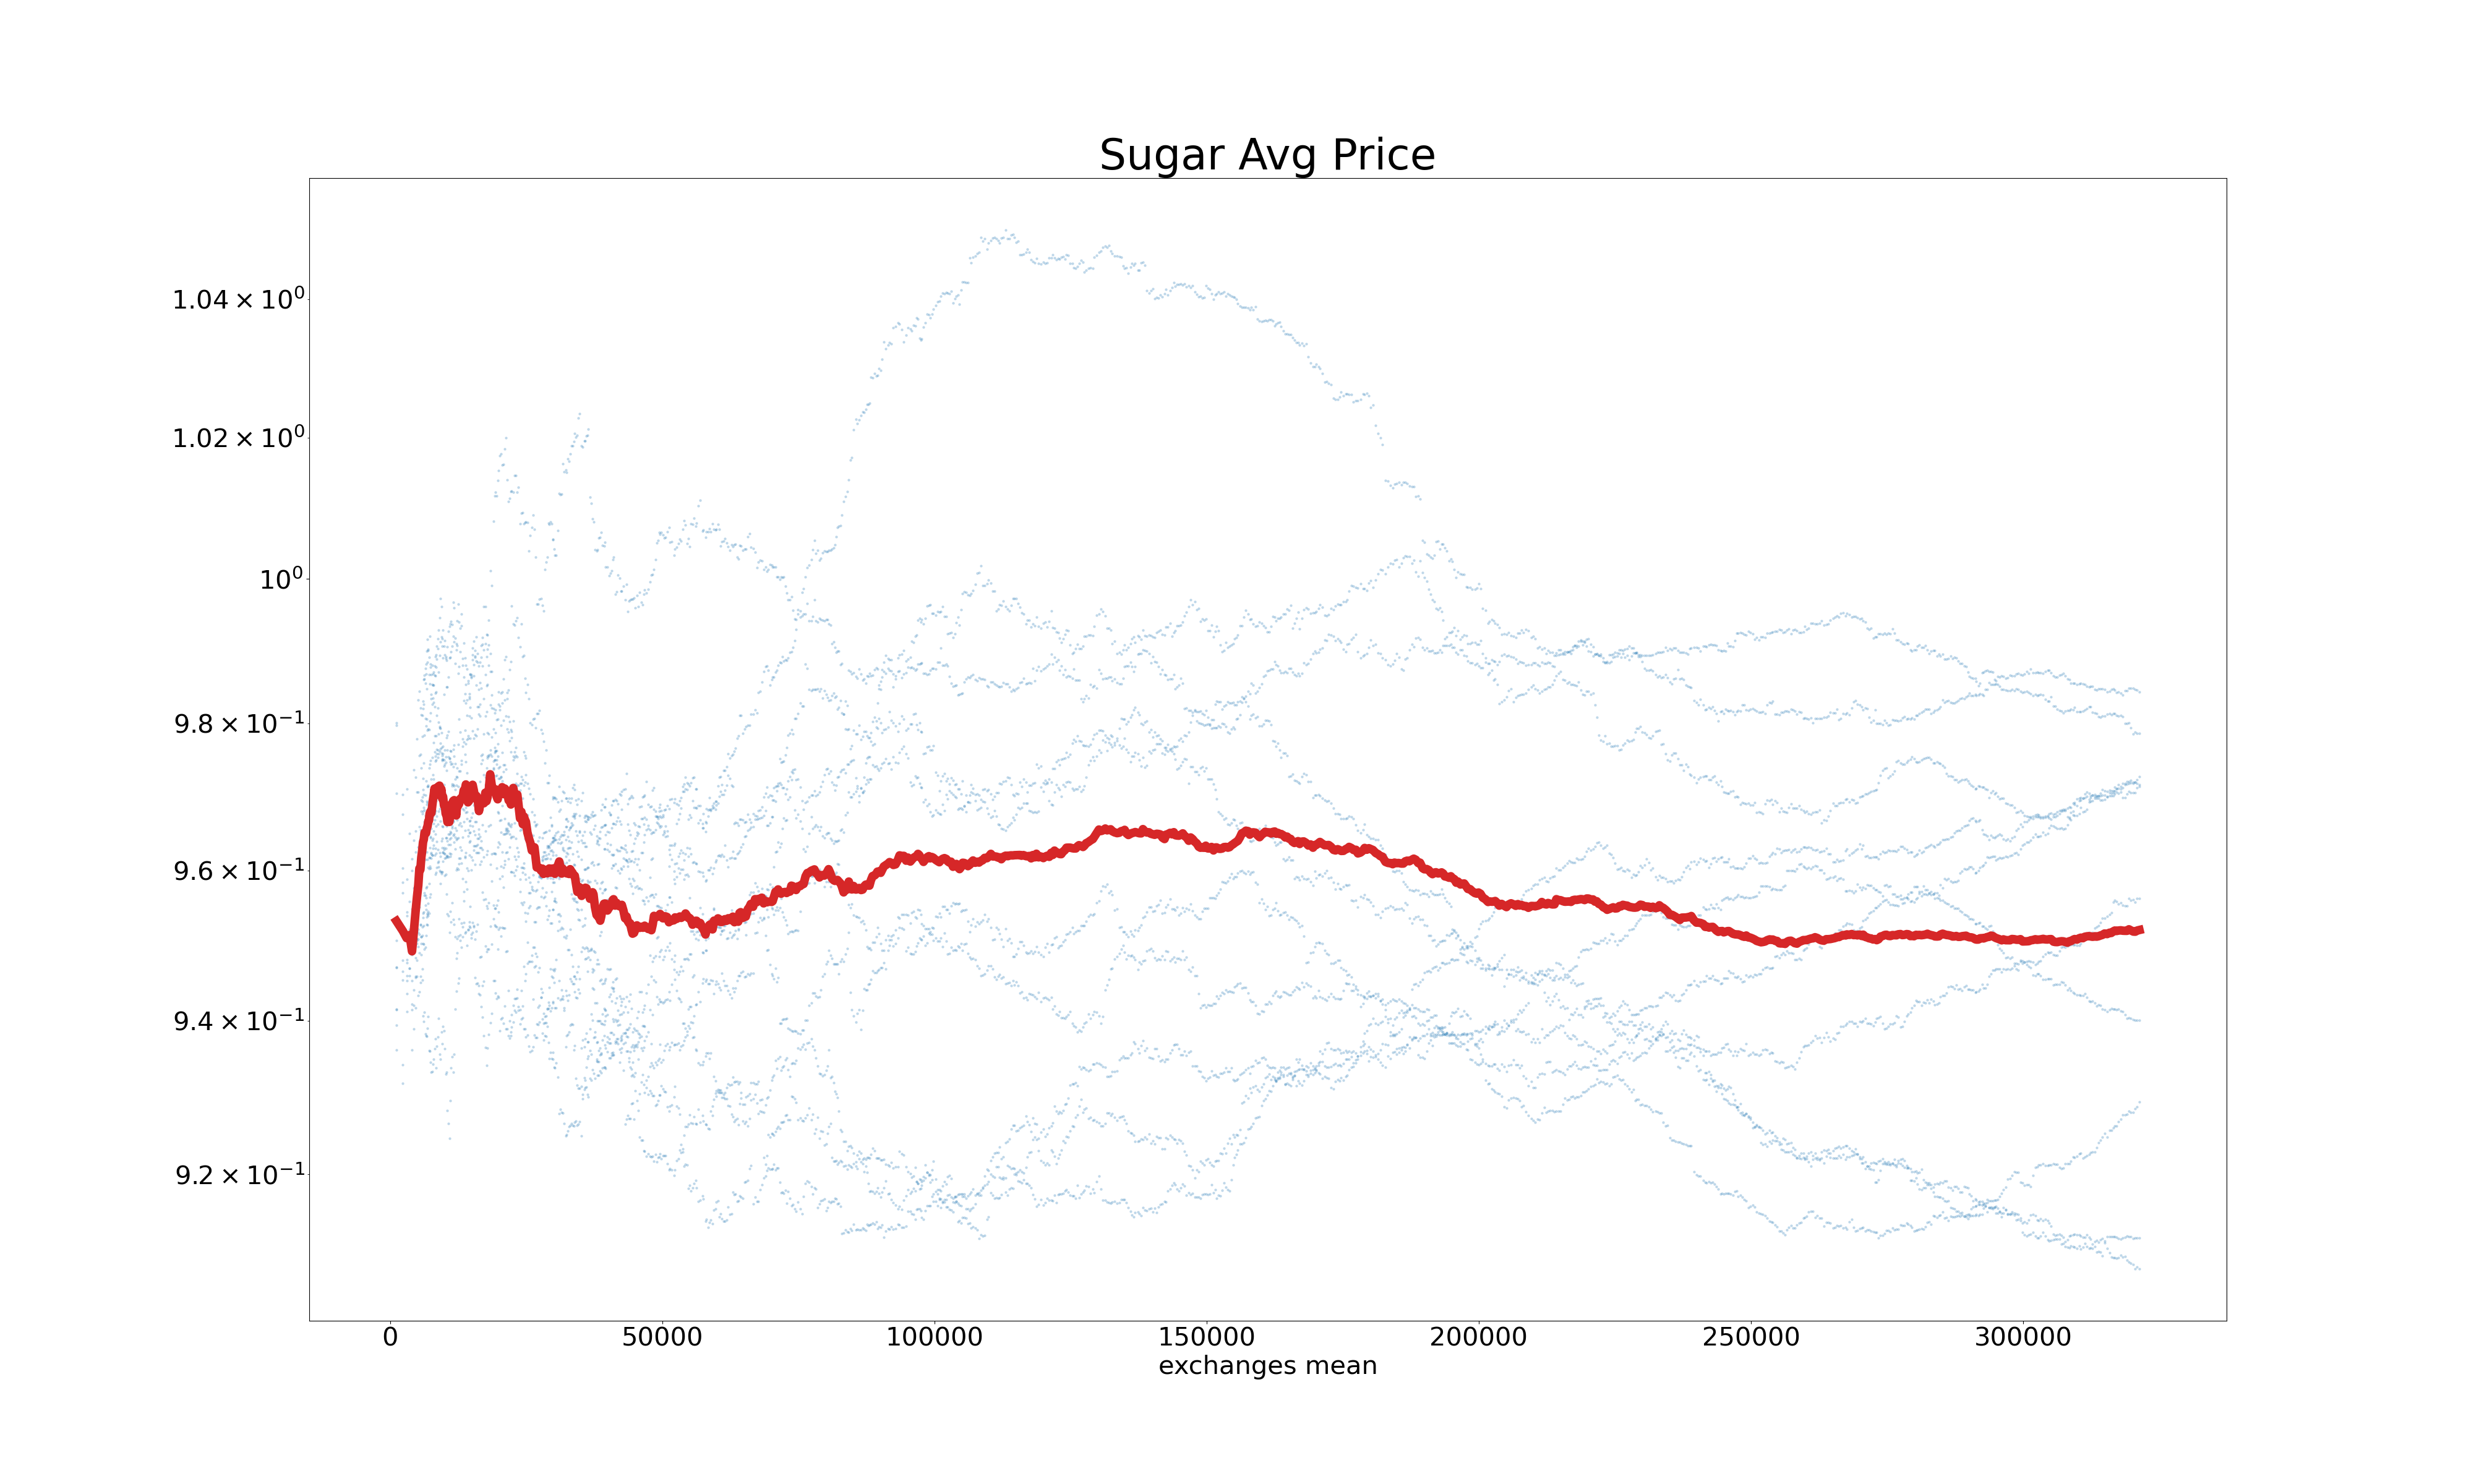 Sugar Avg Price
1.04 × 10⁰
1.02 × 10⁰
10⁰
9.8 × 10⁻¹
9.6 × 10⁻¹
9.4 × 10⁻¹
9.2 × 10⁻¹
0 50000 100000 150000 200000 250000 300000
exchanges mean